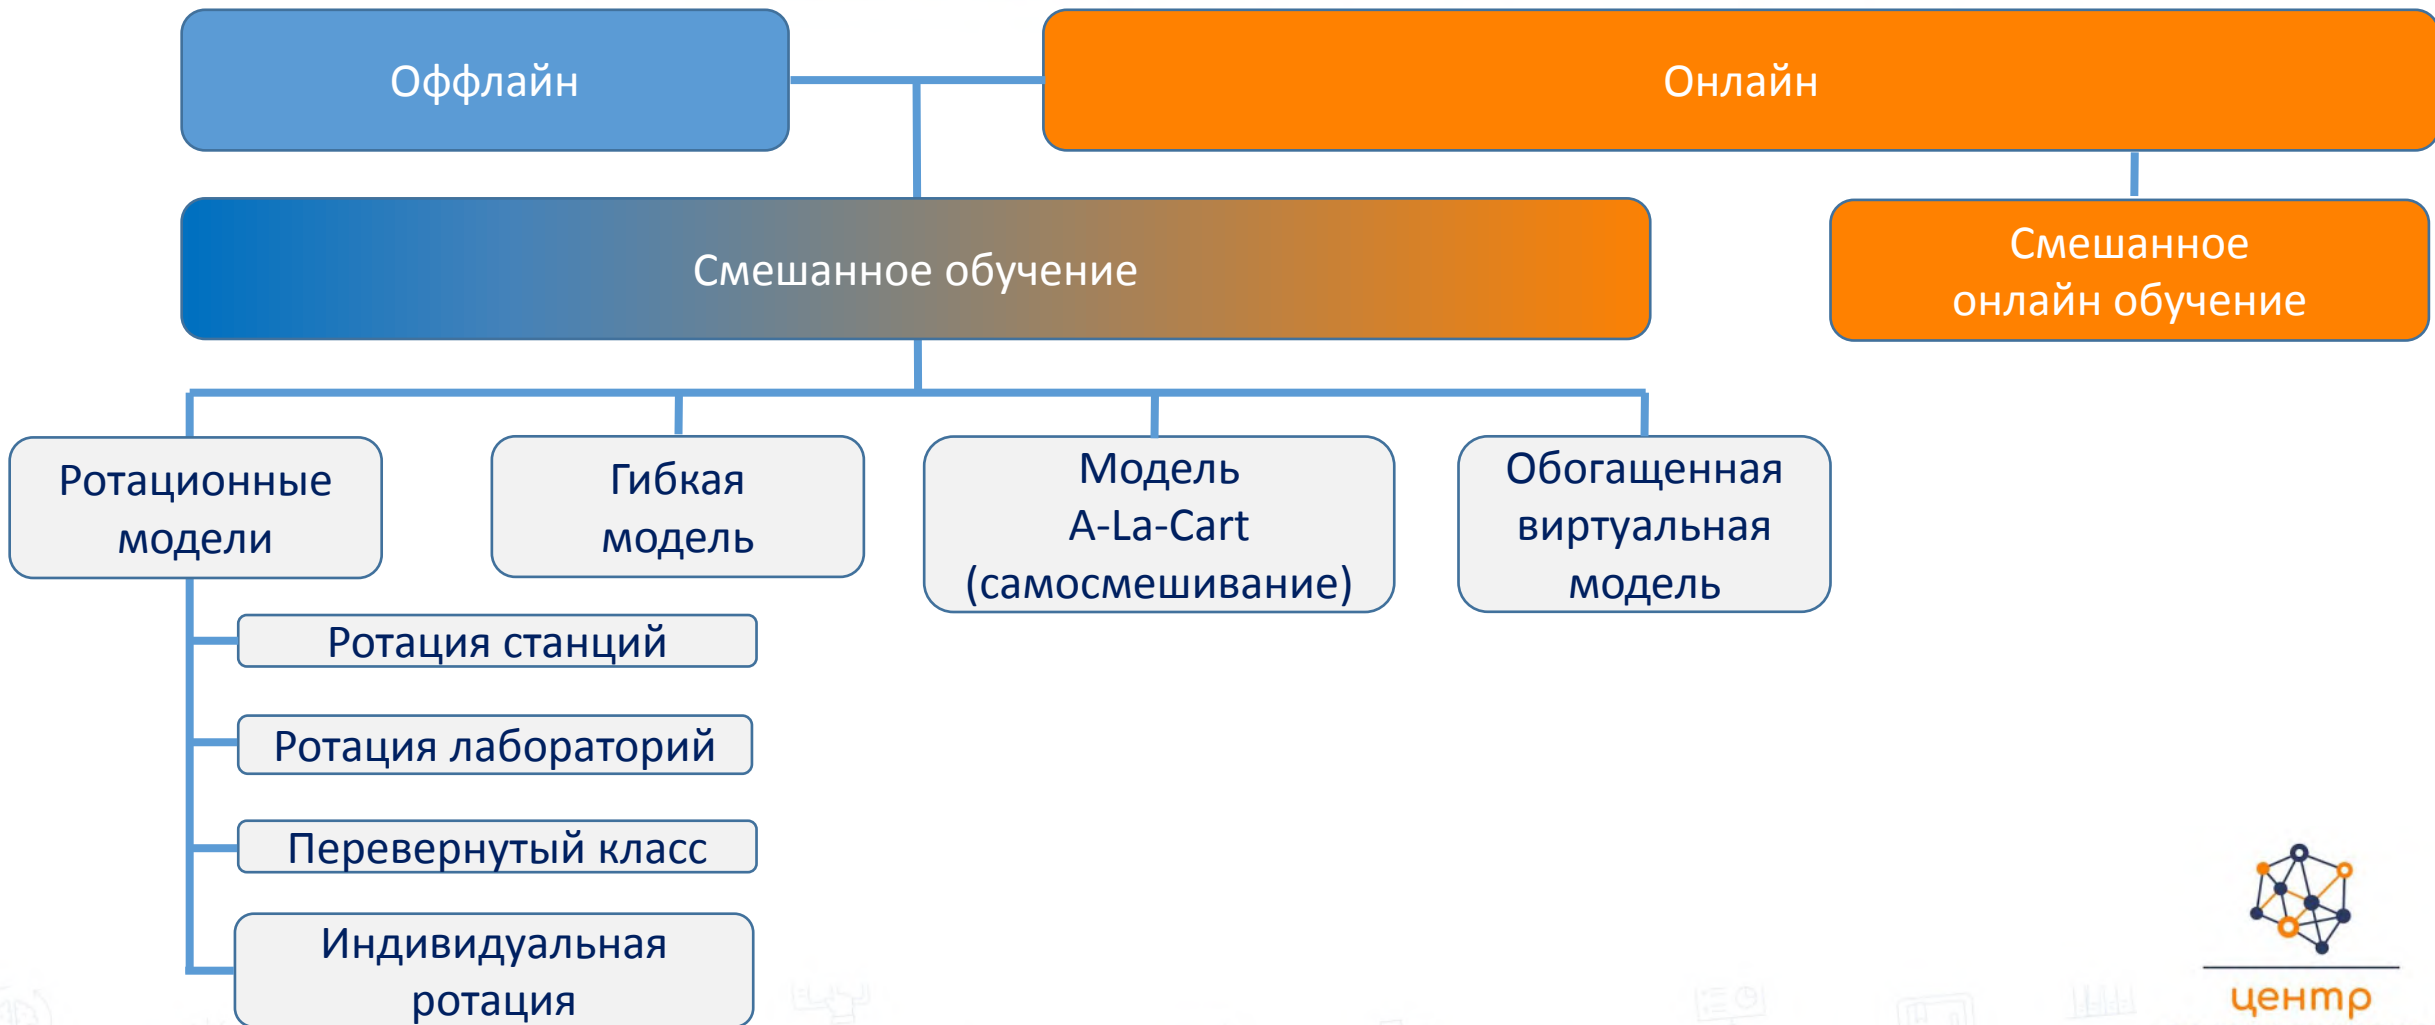 Оффлайн
Онлайн
Смешанное обучение
Смешанное
онлайн обучение
Ротационные
модели
Гибкая
модель
Модель
A-La-Cart
(самосмешивание)
Обогащенная
виртуальная
модель
Ротация станций
Ротация лабораторий
Перевернутый класс
Индивидуальная
ротация
центр